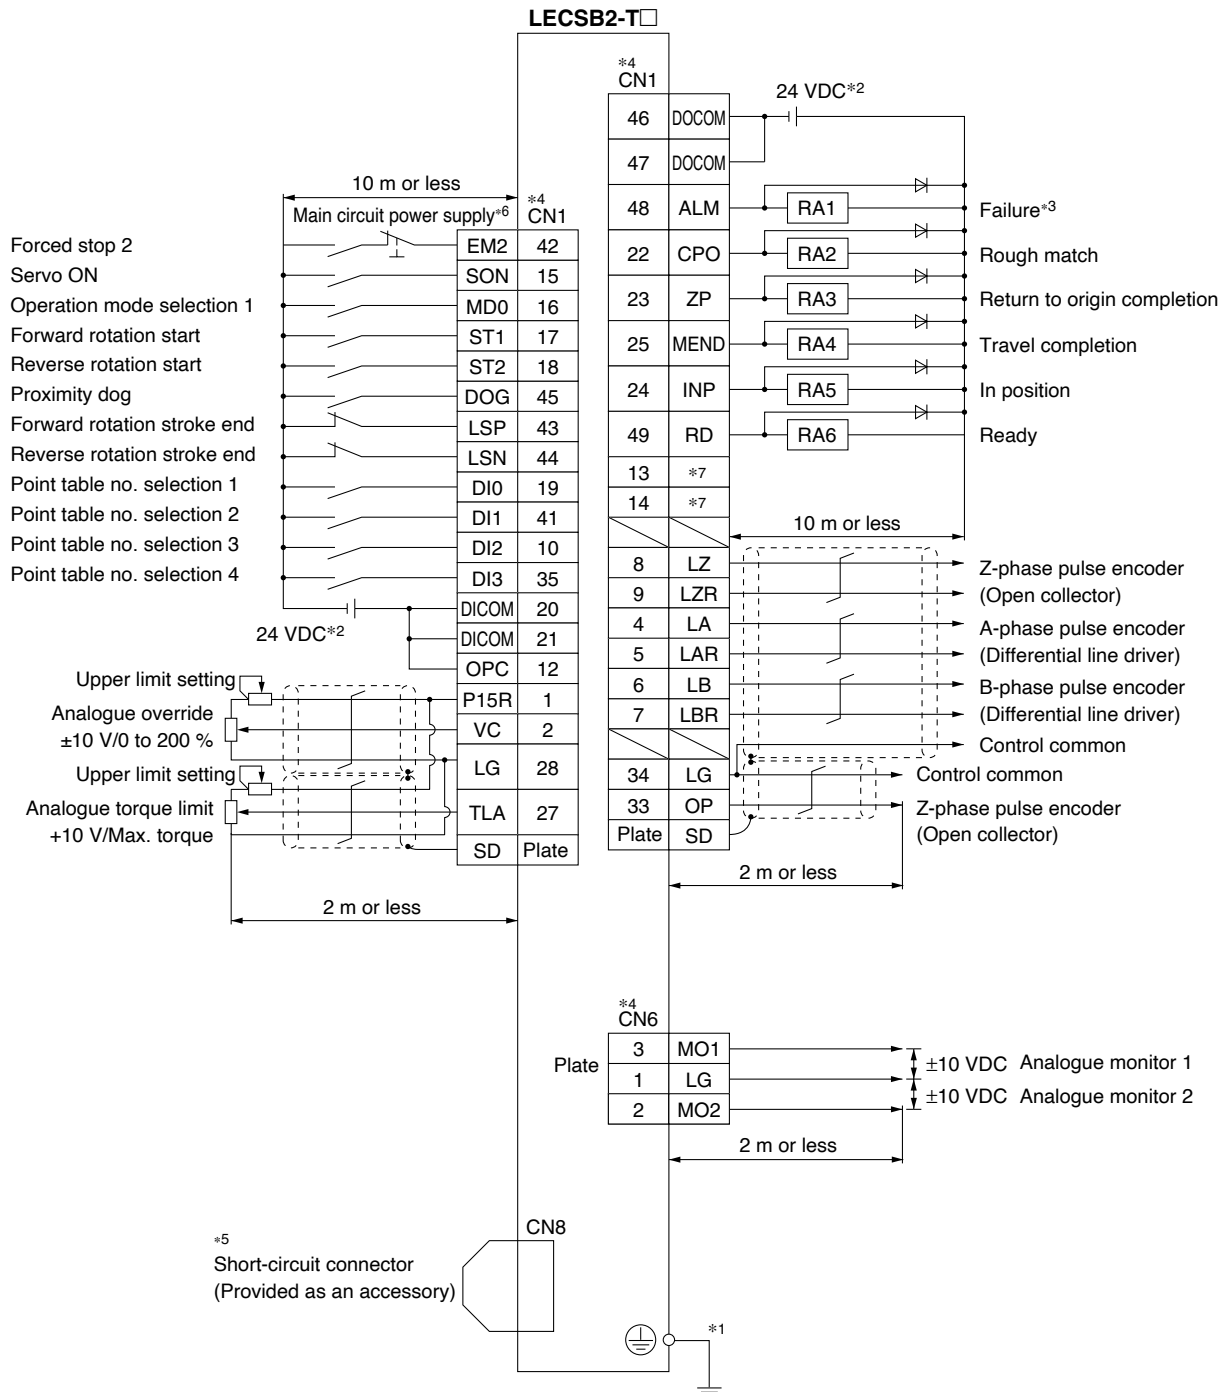 LECSB2-T□
*4
CN1
24 VDC*2
46 DOCOM
47 DOCOM
48 ALM RA1 Failure*3
22 CPO RA2 Rough match
23 ZP RA3 Return to origin completion
25 MEND RA4 Travel completion
24 INP RA5 In position
49 RD RA6 Ready
13 *7
14 *7
10 m or less
8 LZ Z-phase pulse encoder
9 LZR (Open collector)
4 LA A-phase pulse encoder
5 LAR (Differential line driver)
6 LB B-phase pulse encoder
7 LBR (Differential line driver)
Control common
34 LG Control common
33 OP Z-phase pulse encoder
Plate SD (Open collector)
2 m or less
10 m or less
Main circuit power supply*6
*4
CN1
Forced stop 2 EM2 42
Servo ON SON 15
Operation mode selection 1 MD0 16
Forward rotation start ST1 17
Reverse rotation start ST2 18
Proximity dog DOG 45
Forward rotation stroke end LSP 43
Reverse rotation stroke end LSN 44
Point table no. selection 1 DI0 19
Point table no. selection 2 DI1 41
Point table no. selection 3 DI2 10
Point table no. selection 4 DI3 35
DICOM 20
24 VDC*2
DICOM 21
OPC 12
Upper limit setting
P15R 1
Analogue override
±10 V/0 to 200 %
VC 2
LG 28
Upper limit setting
Analogue torque limit
+10 V/Max. torque
TLA 27
SD Plate
2 m or less
*4
CN6
Plate
3 MO1
1 LG
2 MO2
±10 VDC Analogue monitor 1
±10 VDC Analogue monitor 2
2 m or less
CN8
*5
Short-circuit connector
(Provided as an accessory)
*1